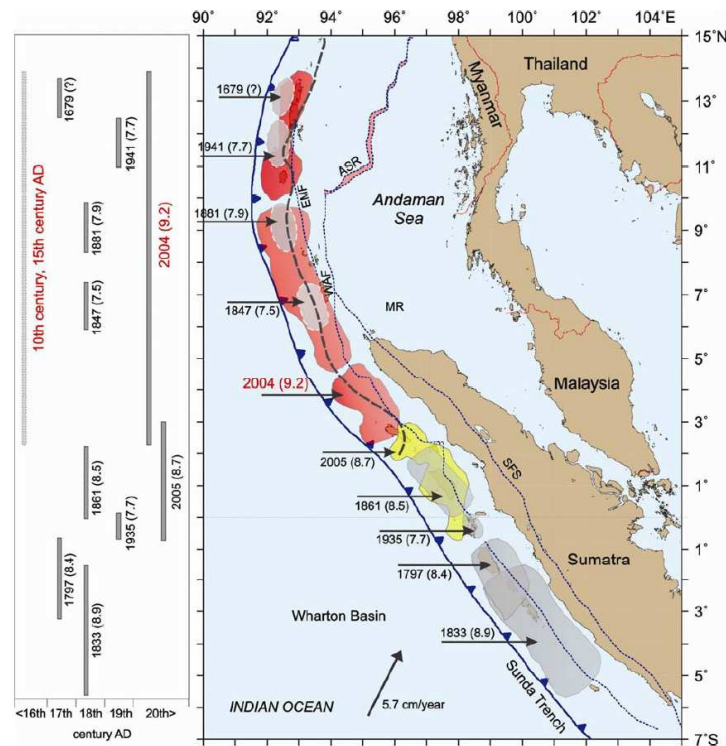 90° 92° 94° 96° 98° 100° 102° 104°E
15°N
13°
11°
9°
7°
5°
3°
1°
1°
3°
5°
7°S
Thailand
Myanmar
Andaman
Sea
ASR
EMF
WAF
MR
Malaysia
SFS
Sumatra
Wharton Basin
Sunda Trench
INDIAN OCEAN
5.7 cm/year
1679 (?)
1941 (7.7)
1881 (7.9)
1847 (7.5)
2004 (9.2)
2005 (8.7)
1861 (8.5)
1935 (7.7)
1797 (8.4)
1833 (8.9)
10th century, 15th century AD
1679 (?)
1941 (7.7)
1881 (7.9)
1847 (7.5)
2004 (9.2)
1861 (8.5)
1935 (7.7)
2005 (8.7)
1797 (8.4)
1833 (8.9)
<16th 17th 18th 19th 20th>
century AD